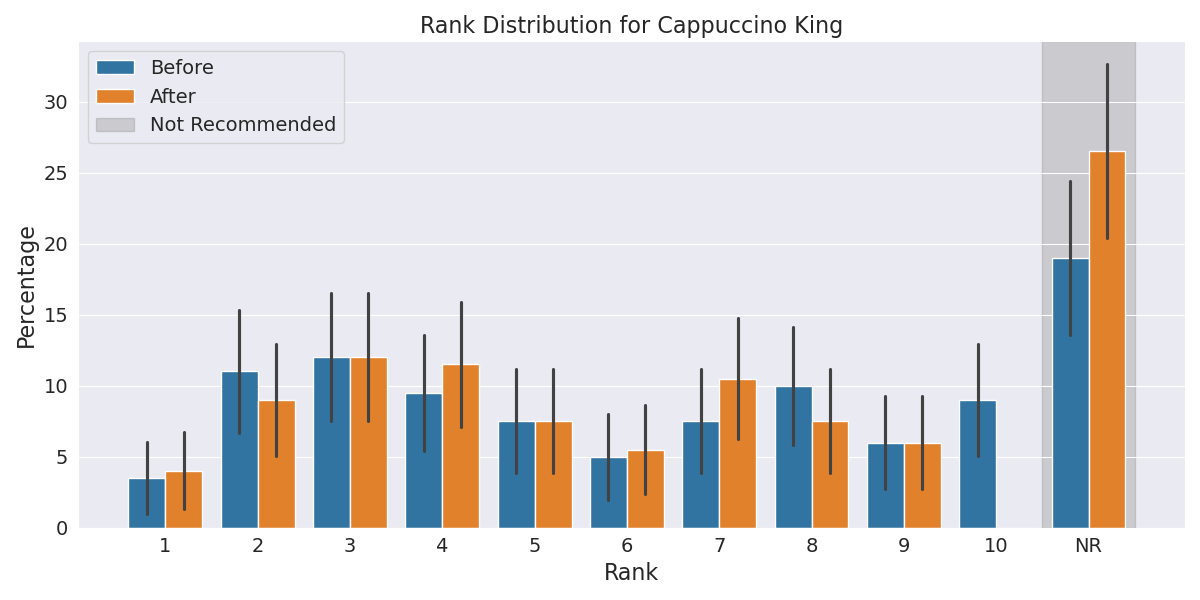 Rank Distribution for Cappuccino King
Before
After
Not Recommended
Percentage
30
25
20
15
10
5
0
1 2 3 4 5 6 7 8 9 10 NR
Rank